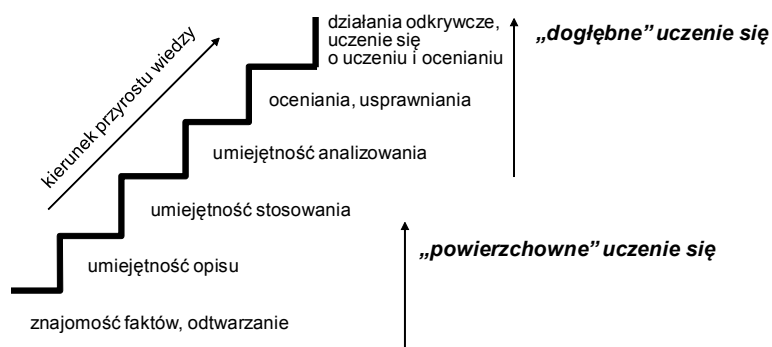 działania odkrywcze,
uczenie się
o uczeniu i ocenianiu
„dogłębne” uczenie się
kierunek przyrostu wiedzy
oceniania, usprawniania
umiejętność analizowania
umiejętność stosowania
„powierzchowne” uczenie się
umiejętność opisu
znajomość faktów, odtwarzanie